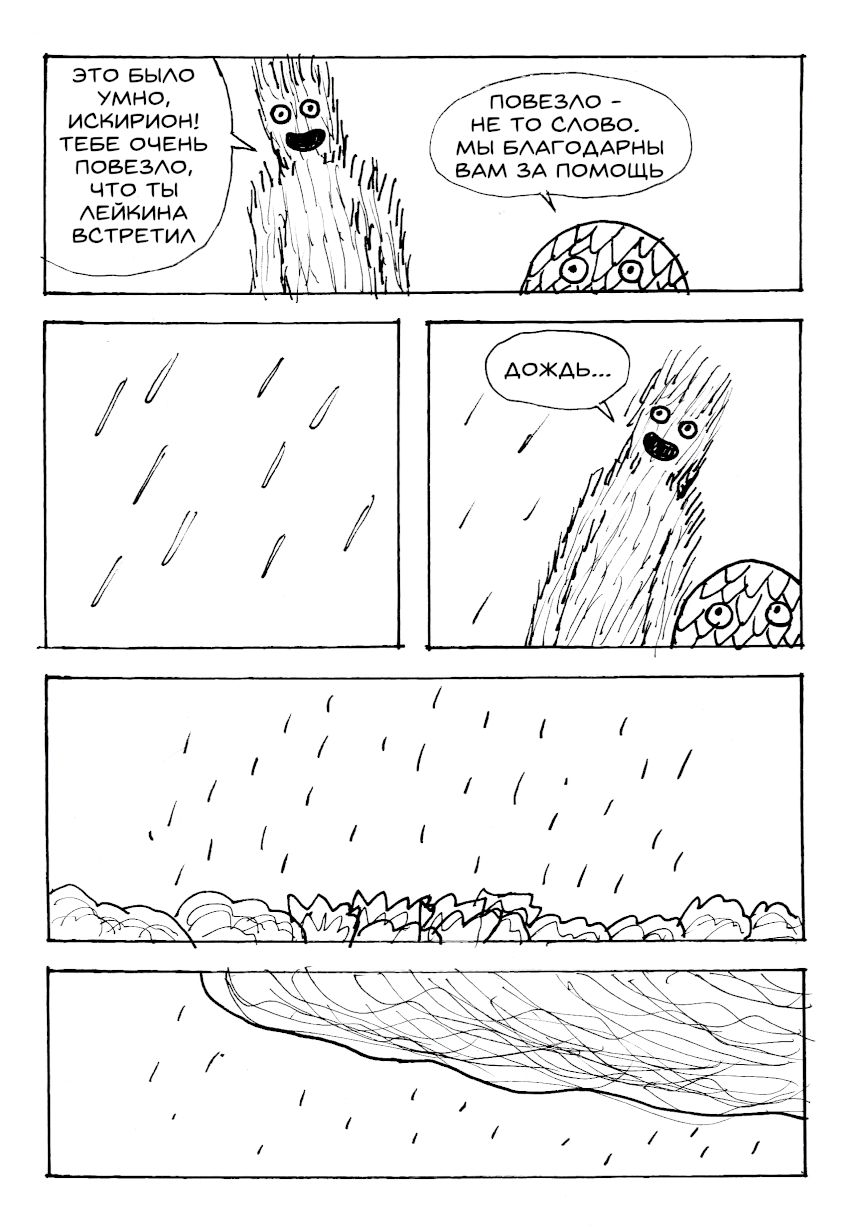 ЭТО БЫЛО
УМНО,
ИСКИРИОН!
ТЕБЕ ОЧЕНЬ
ПОВЕЗЛО,
ЧТО ТЫ
ЛЕЙКИНА
ВСТРЕТИЛ
ПОВЕЗЛО -
НЕ ТО СЛОВО.
МЫ БЛАГОДАРНЫ
ВАМ ЗА ПОМОЩЬ
ДОЖДЬ...